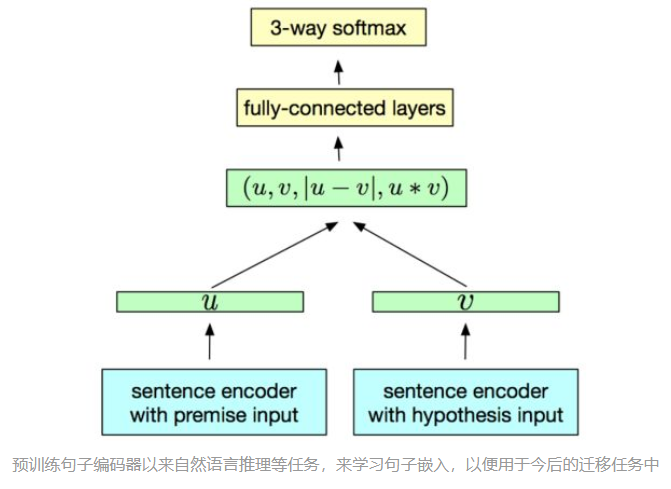 3-way softmax
fully-connected layers
(u, v, |u − v|, u * v)
u
v
sentence encoder
with premise input
sentence encoder
with hypothesis input
预训练句子编码器以来自然语言推理等任务，来学习句子嵌入，以便用于今后的迁移任务中